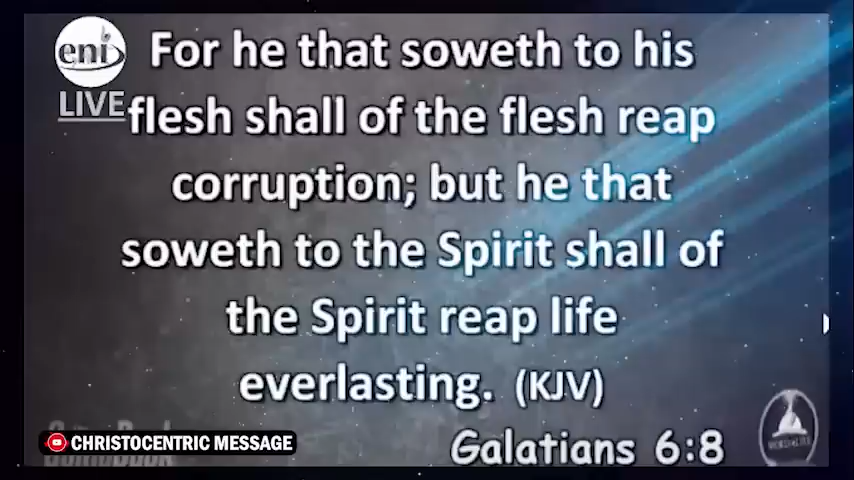 eni
LIVE
For he that soweth to his
flesh shall of the flesh reap
corruption; but he that
soweth to the Spirit shall of
the Spirit reap life
everlasting. (KJV)
Galatians 6:8
CHRISTOCENTRIC MESSAGE